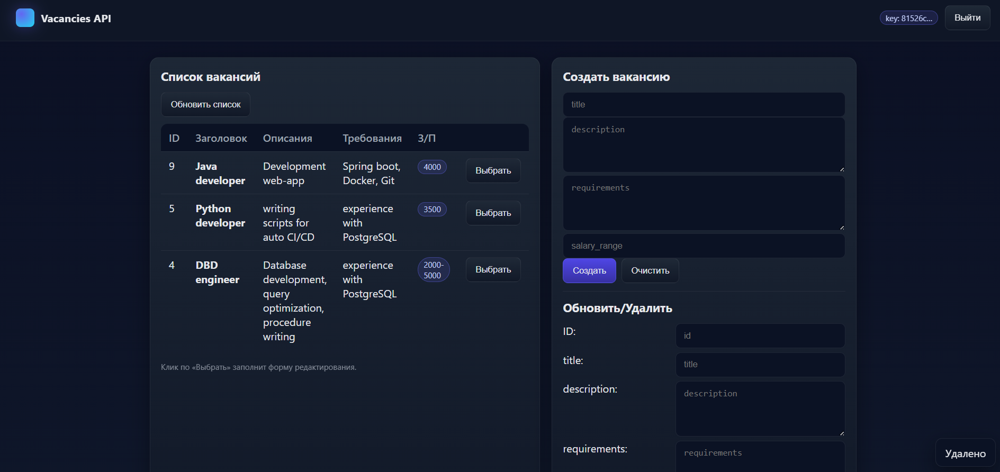 Vacancies API
key: 81526c...
Выйти
Список вакансий
Обновить список
ID Заголовок Описания Требования З/П
9 Java developer Development web-app Spring boot, Docker, Git 4000 Выбрать
5 Python developer writing scripts for auto CI/CD experience with PostgreSQL 3500 Выбрать
4 DBD engineer Database development, query optimization, procedure writing experience with PostgreSQL 2000-5000 Выбрать
Клик по «Выбрать» заполнит форму редактирования.
Создать вакансию
title
description
requirements
salary_range
Создать Очистить
Обновить/Удалить
ID: id
title: title
description: description
requirements: requirements
Удалено